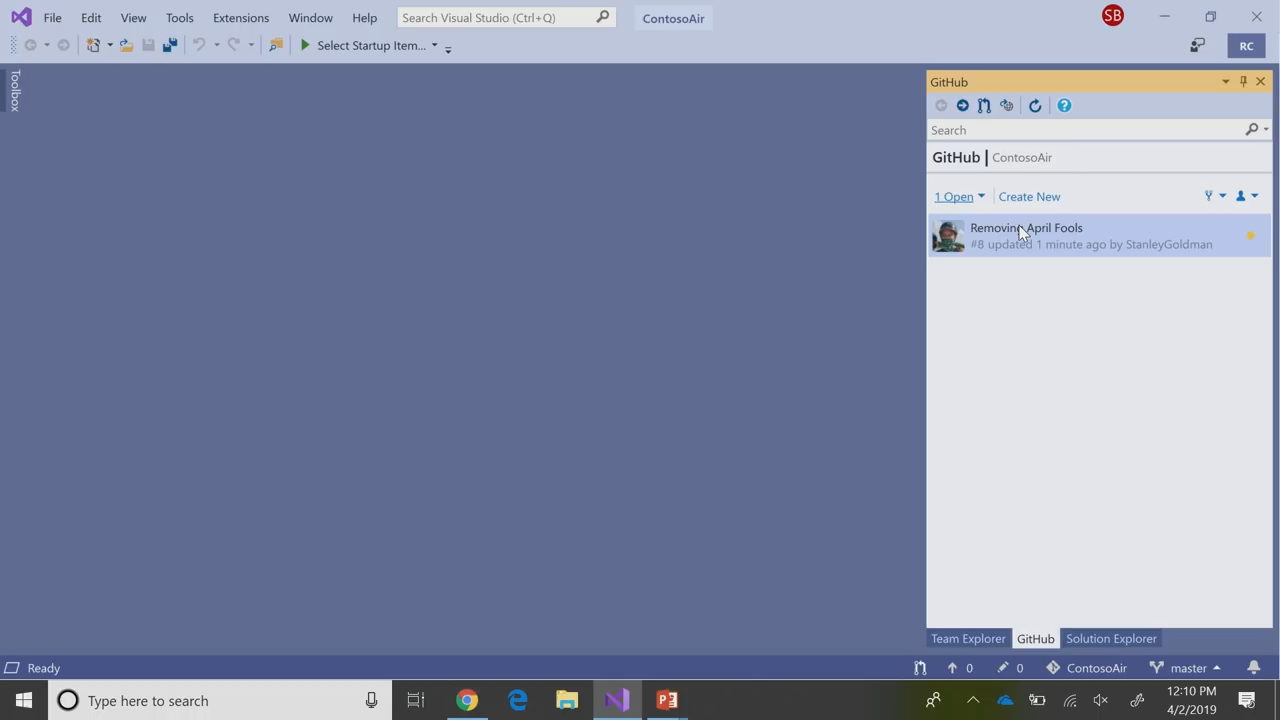 File Edit View Tools Extensions Window Help Search Visual Studio (Ctrl+Q) ContosoAir SB
Select Startup Item... RC
Toolbox
GitHub
Search
GitHub | ContosoAir
1 Open Create New
Removing April Fools
#8 updated 1 minute ago by StanleyGoldman
Team Explorer GitHub Solution Explorer
Ready 0 0 ContosoAir master
Type here to search 12:10 PM
4/2/2019